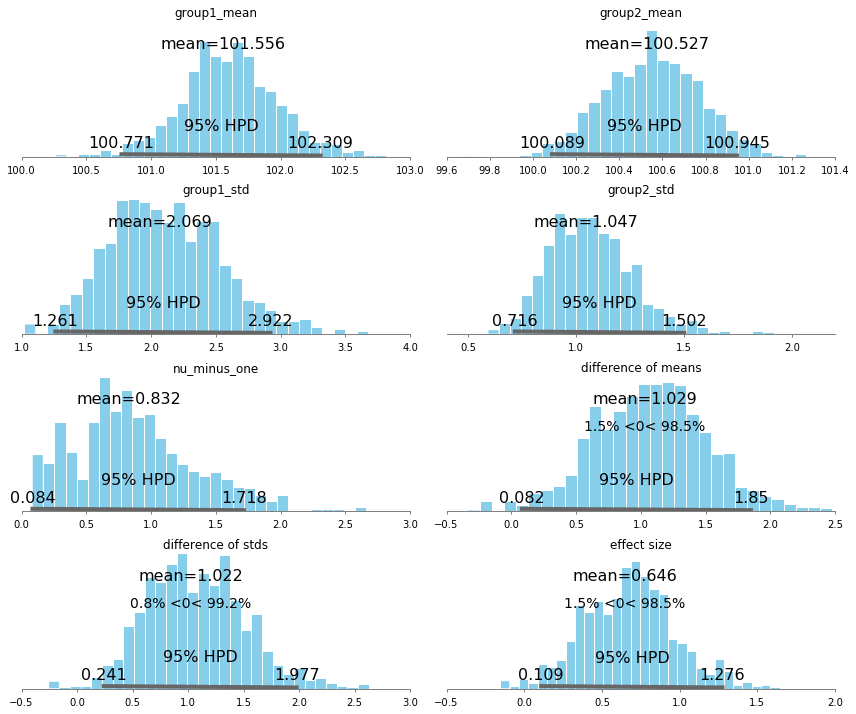 group1_mean
mean=101.556
95% HPD
100.771 102.309
100.0 100.5 101.0 101.5 102.0 102.5 103.0
group2_mean
mean=100.527
95% HPD
100.089 100.945
99.6 99.8 100.0 100.2 100.4 100.6 100.8 101.0 101.2 101.4
group1_std
mean=2.069
95% HPD
1.261 2.922
1.0 1.5 2.0 2.5 3.0 3.5 4.0
group2_std
mean=1.047
95% HPD
0.716 1.502
0.5 1.0 1.5 2.0
nu_minus_one
mean=0.832
95% HPD
0.084 1.718
0.0 0.5 1.0 1.5 2.0 2.5 3.0
difference of means
mean=1.029
1.5% <0< 98.5%
95% HPD
0.082 1.85
−0.5 0.0 0.5 1.0 1.5 2.0 2.5
difference of stds
mean=1.022
0.8% <0< 99.2%
95% HPD
0.241 1.977
−0.5 0.0 0.5 1.0 1.5 2.0 2.5 3.0
effect size
mean=0.646
1.5% <0< 98.5%
95% HPD
0.109 1.276
−0.5 0.0 0.5 1.0 1.5 2.0